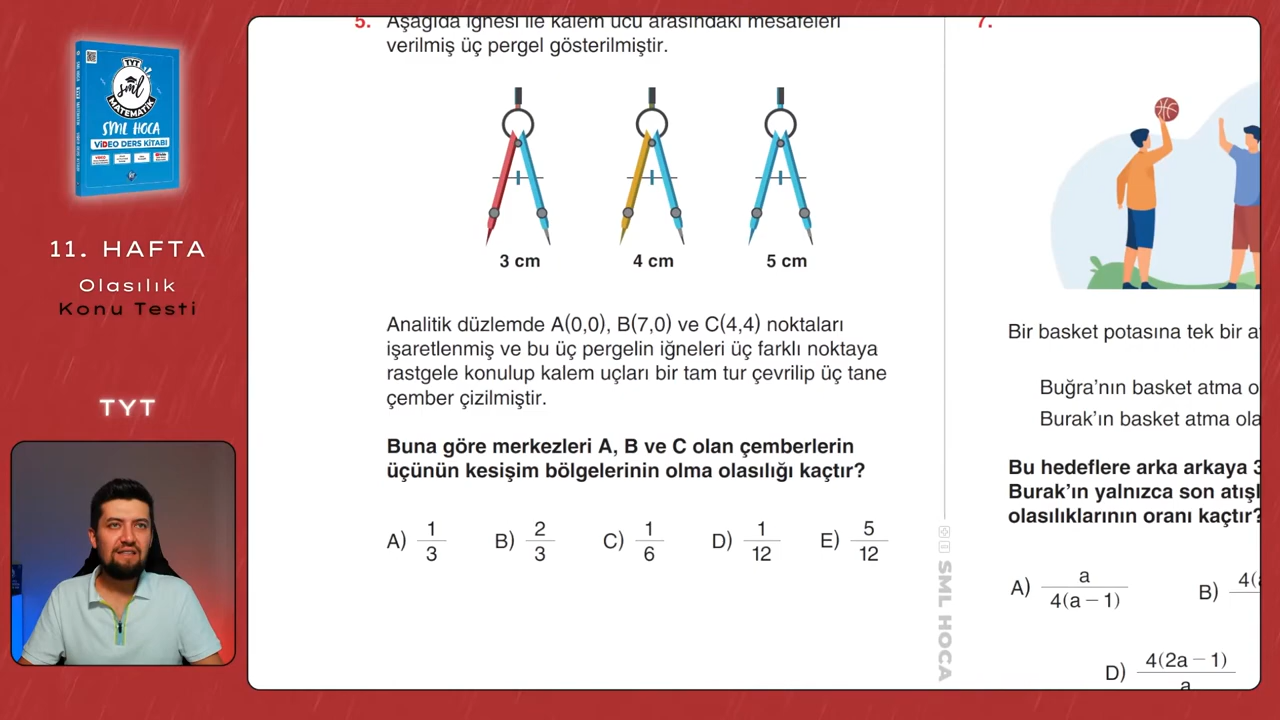 TYT
sml
MATEMATİK
SML HOCA
VİDEO DERS KİTABI
11. HAFTA
Olasılık
Konu Testi
TYT
5. Aşağıda iğnesi ile kalem ucu arasındaki mesafeleri
verilmiş üç pergel gösterilmiştir.
3 cm
4 cm
5 cm
Analitik düzlemde A(0,0), B(7,0) ve C(4,4) noktaları
işaretlenmiş ve bu üç pergelin iğneleri üç farklı noktaya
rastgele konulup kalem uçları bir tam tur çevrilip üç tane
çember çizilmiştir.
Buna göre merkezleri A, B ve C olan çemberlerin
üçünün kesişim bölgelerinin olma olasılığı kaçtır?
A) 1/3 B) 2/3 C) 1/6 D) 1/12 E) 5/12
SML HOCA
7.
Bir basket potasına tek bir a
Buğra'nın basket atma o
Burak'ın basket atma ola
Bu hedeflere arka arkaya 3
Burak'ın yalnızca son atışl
olasılıklarının oranı kaçtır?
A) a/4(a – 1) B) 4(
D) 4(2a – 1)/a